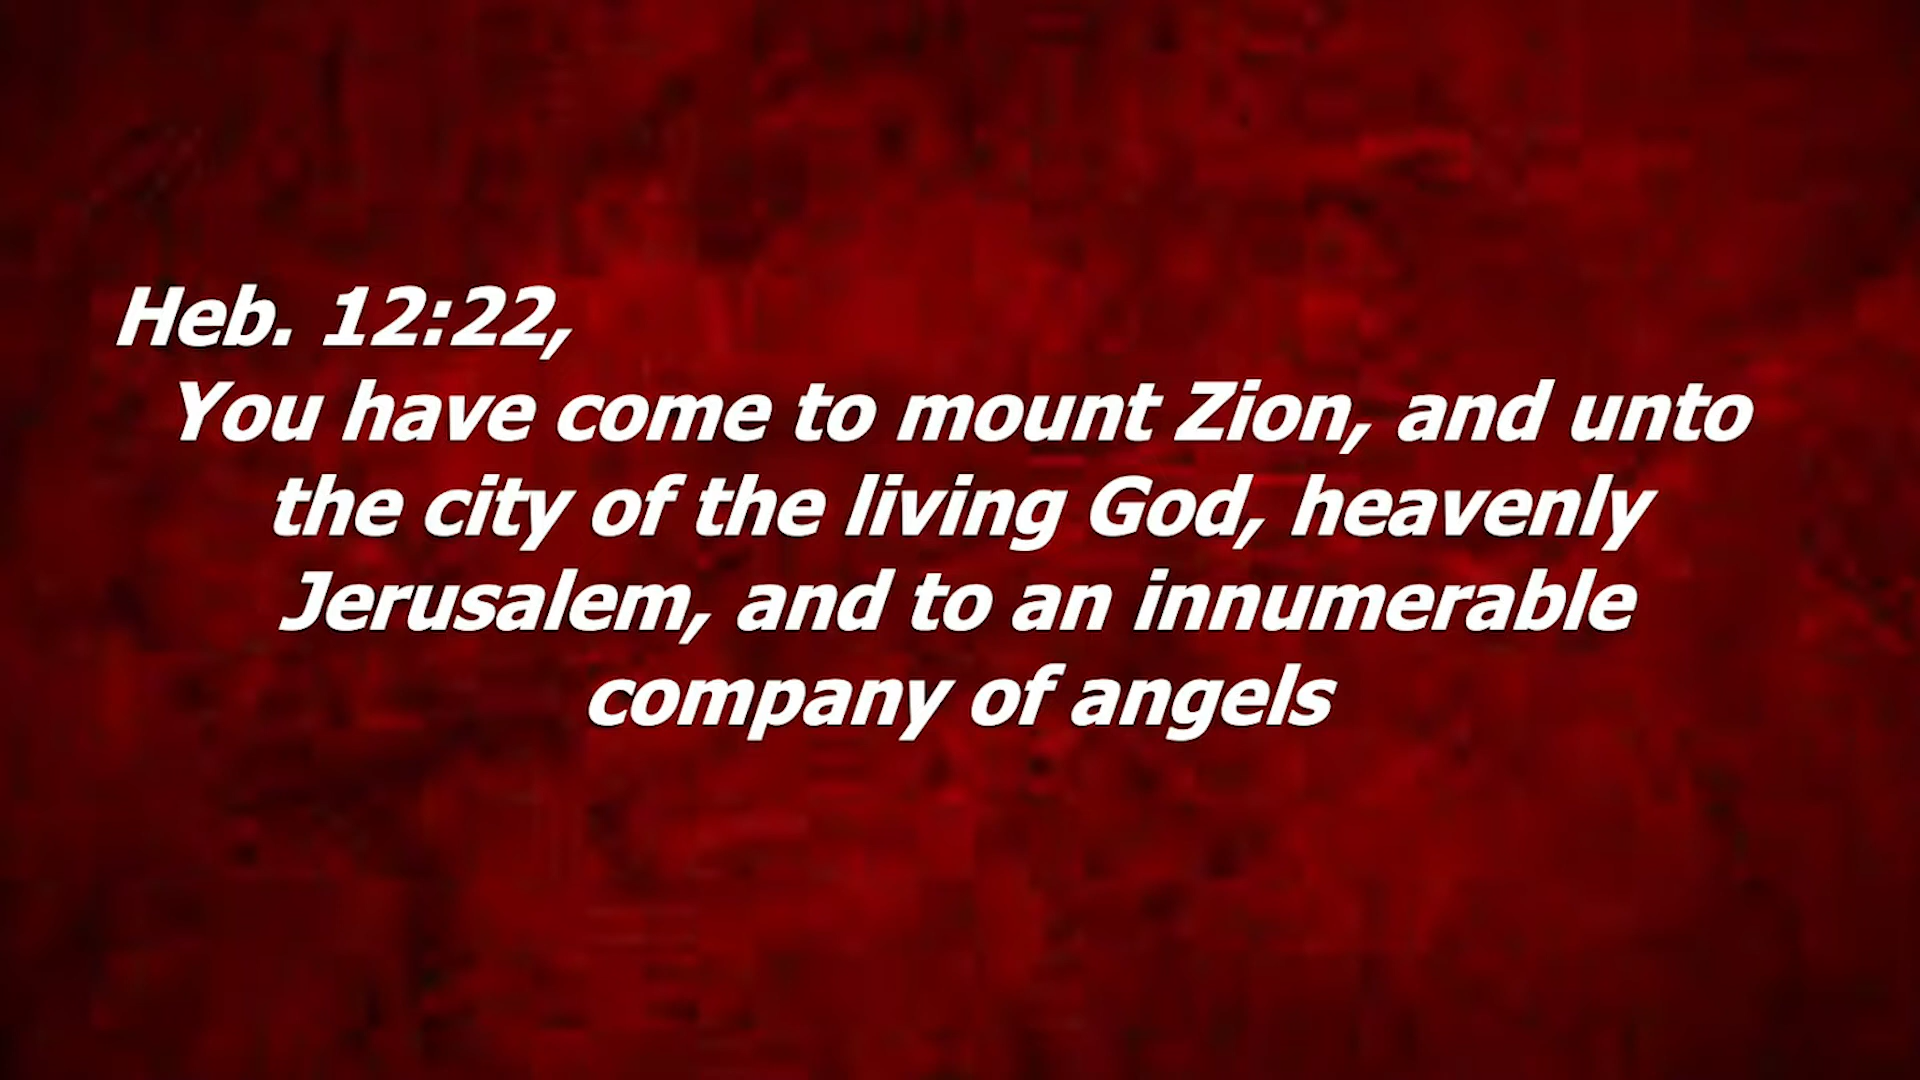 Heb. 12:22,
You have come to mount Zion, and unto
the city of the living God, heavenly
Jerusalem, and to an innumerable
company of angels